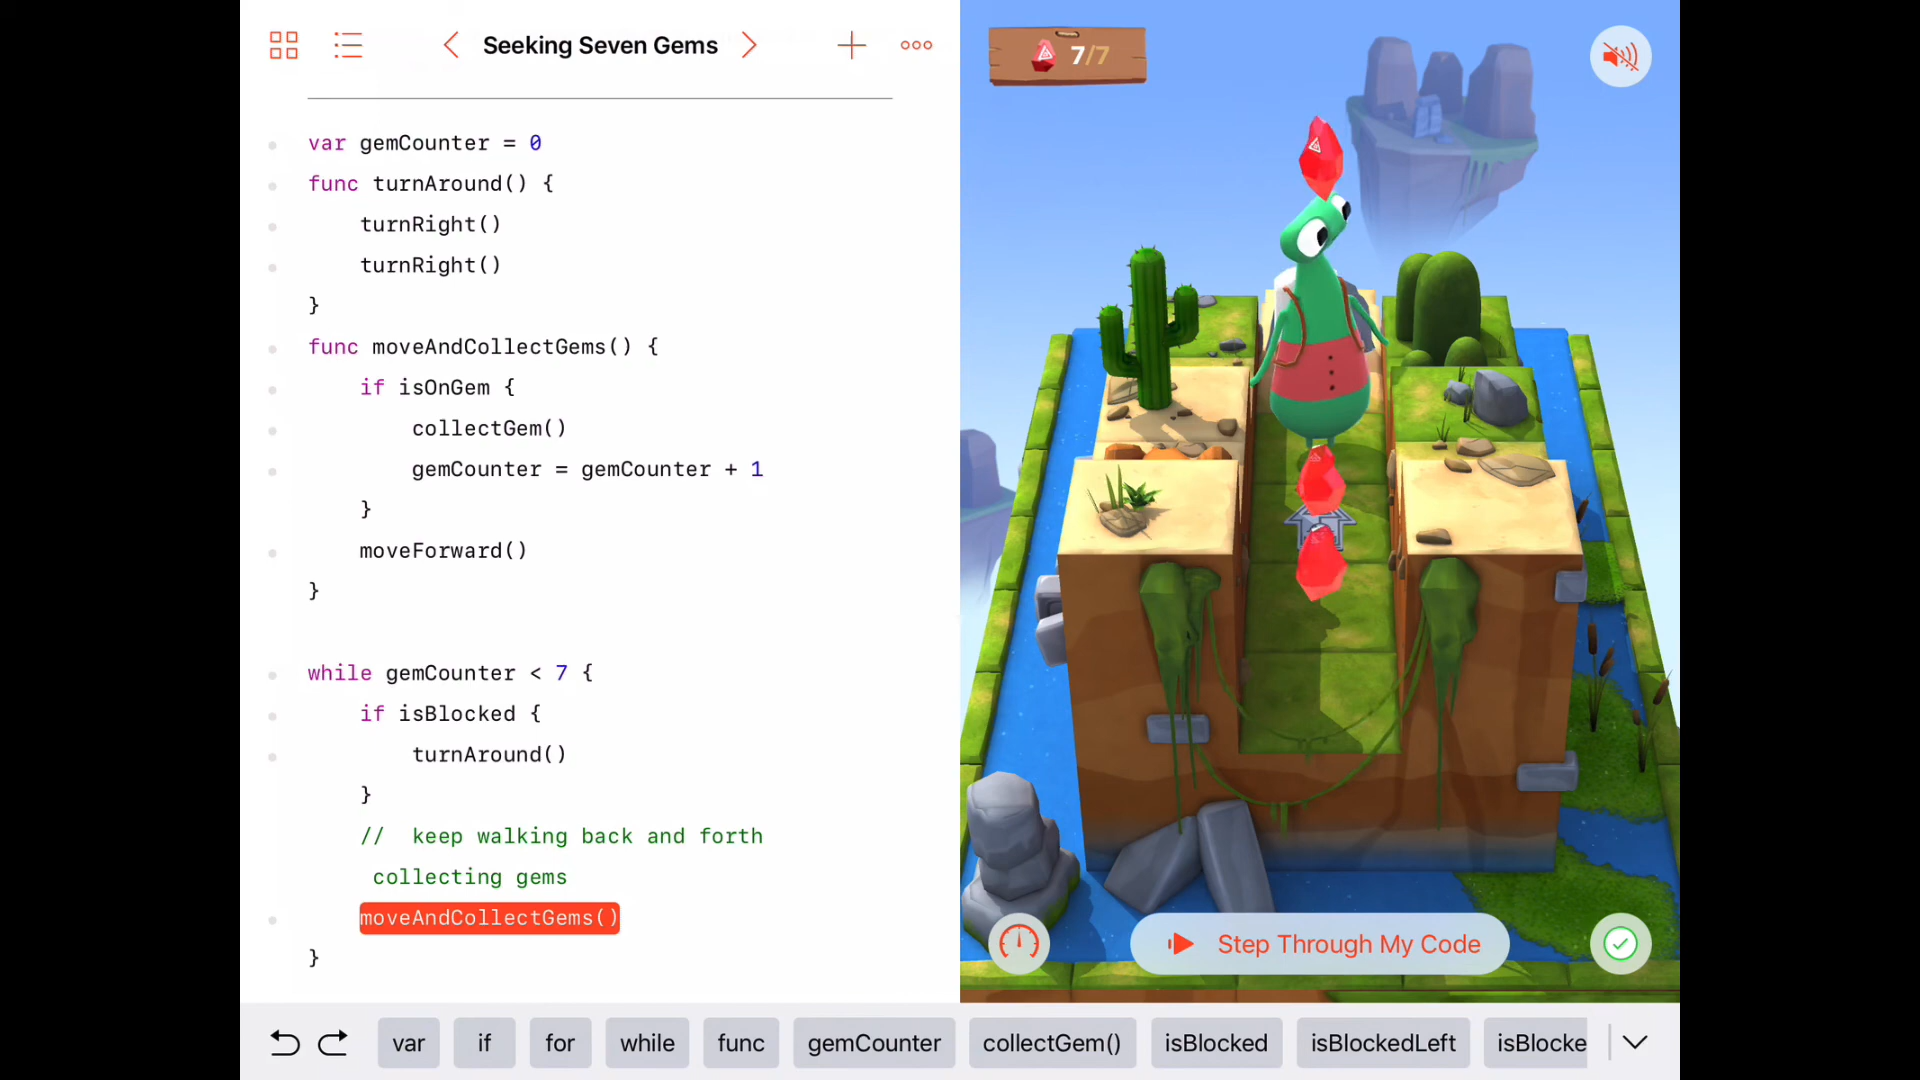 Seeking Seven Gems
7/7
var gemCounter = 0
func turnAround() {
turnRight()
turnRight()
}
func moveAndCollectGems() {
if isOnGem {
collectGem()
gemCounter = gemCounter + 1
}
moveForward()
}
while gemCounter < 7 {
if isBlocked {
turnAround()
}
// keep walking back and forth
collecting gems
moveAndCollectGems()
}
Step Through My Code
var if for while func gemCounter collectGem() isBlocked isBlockedLeft isBlocke